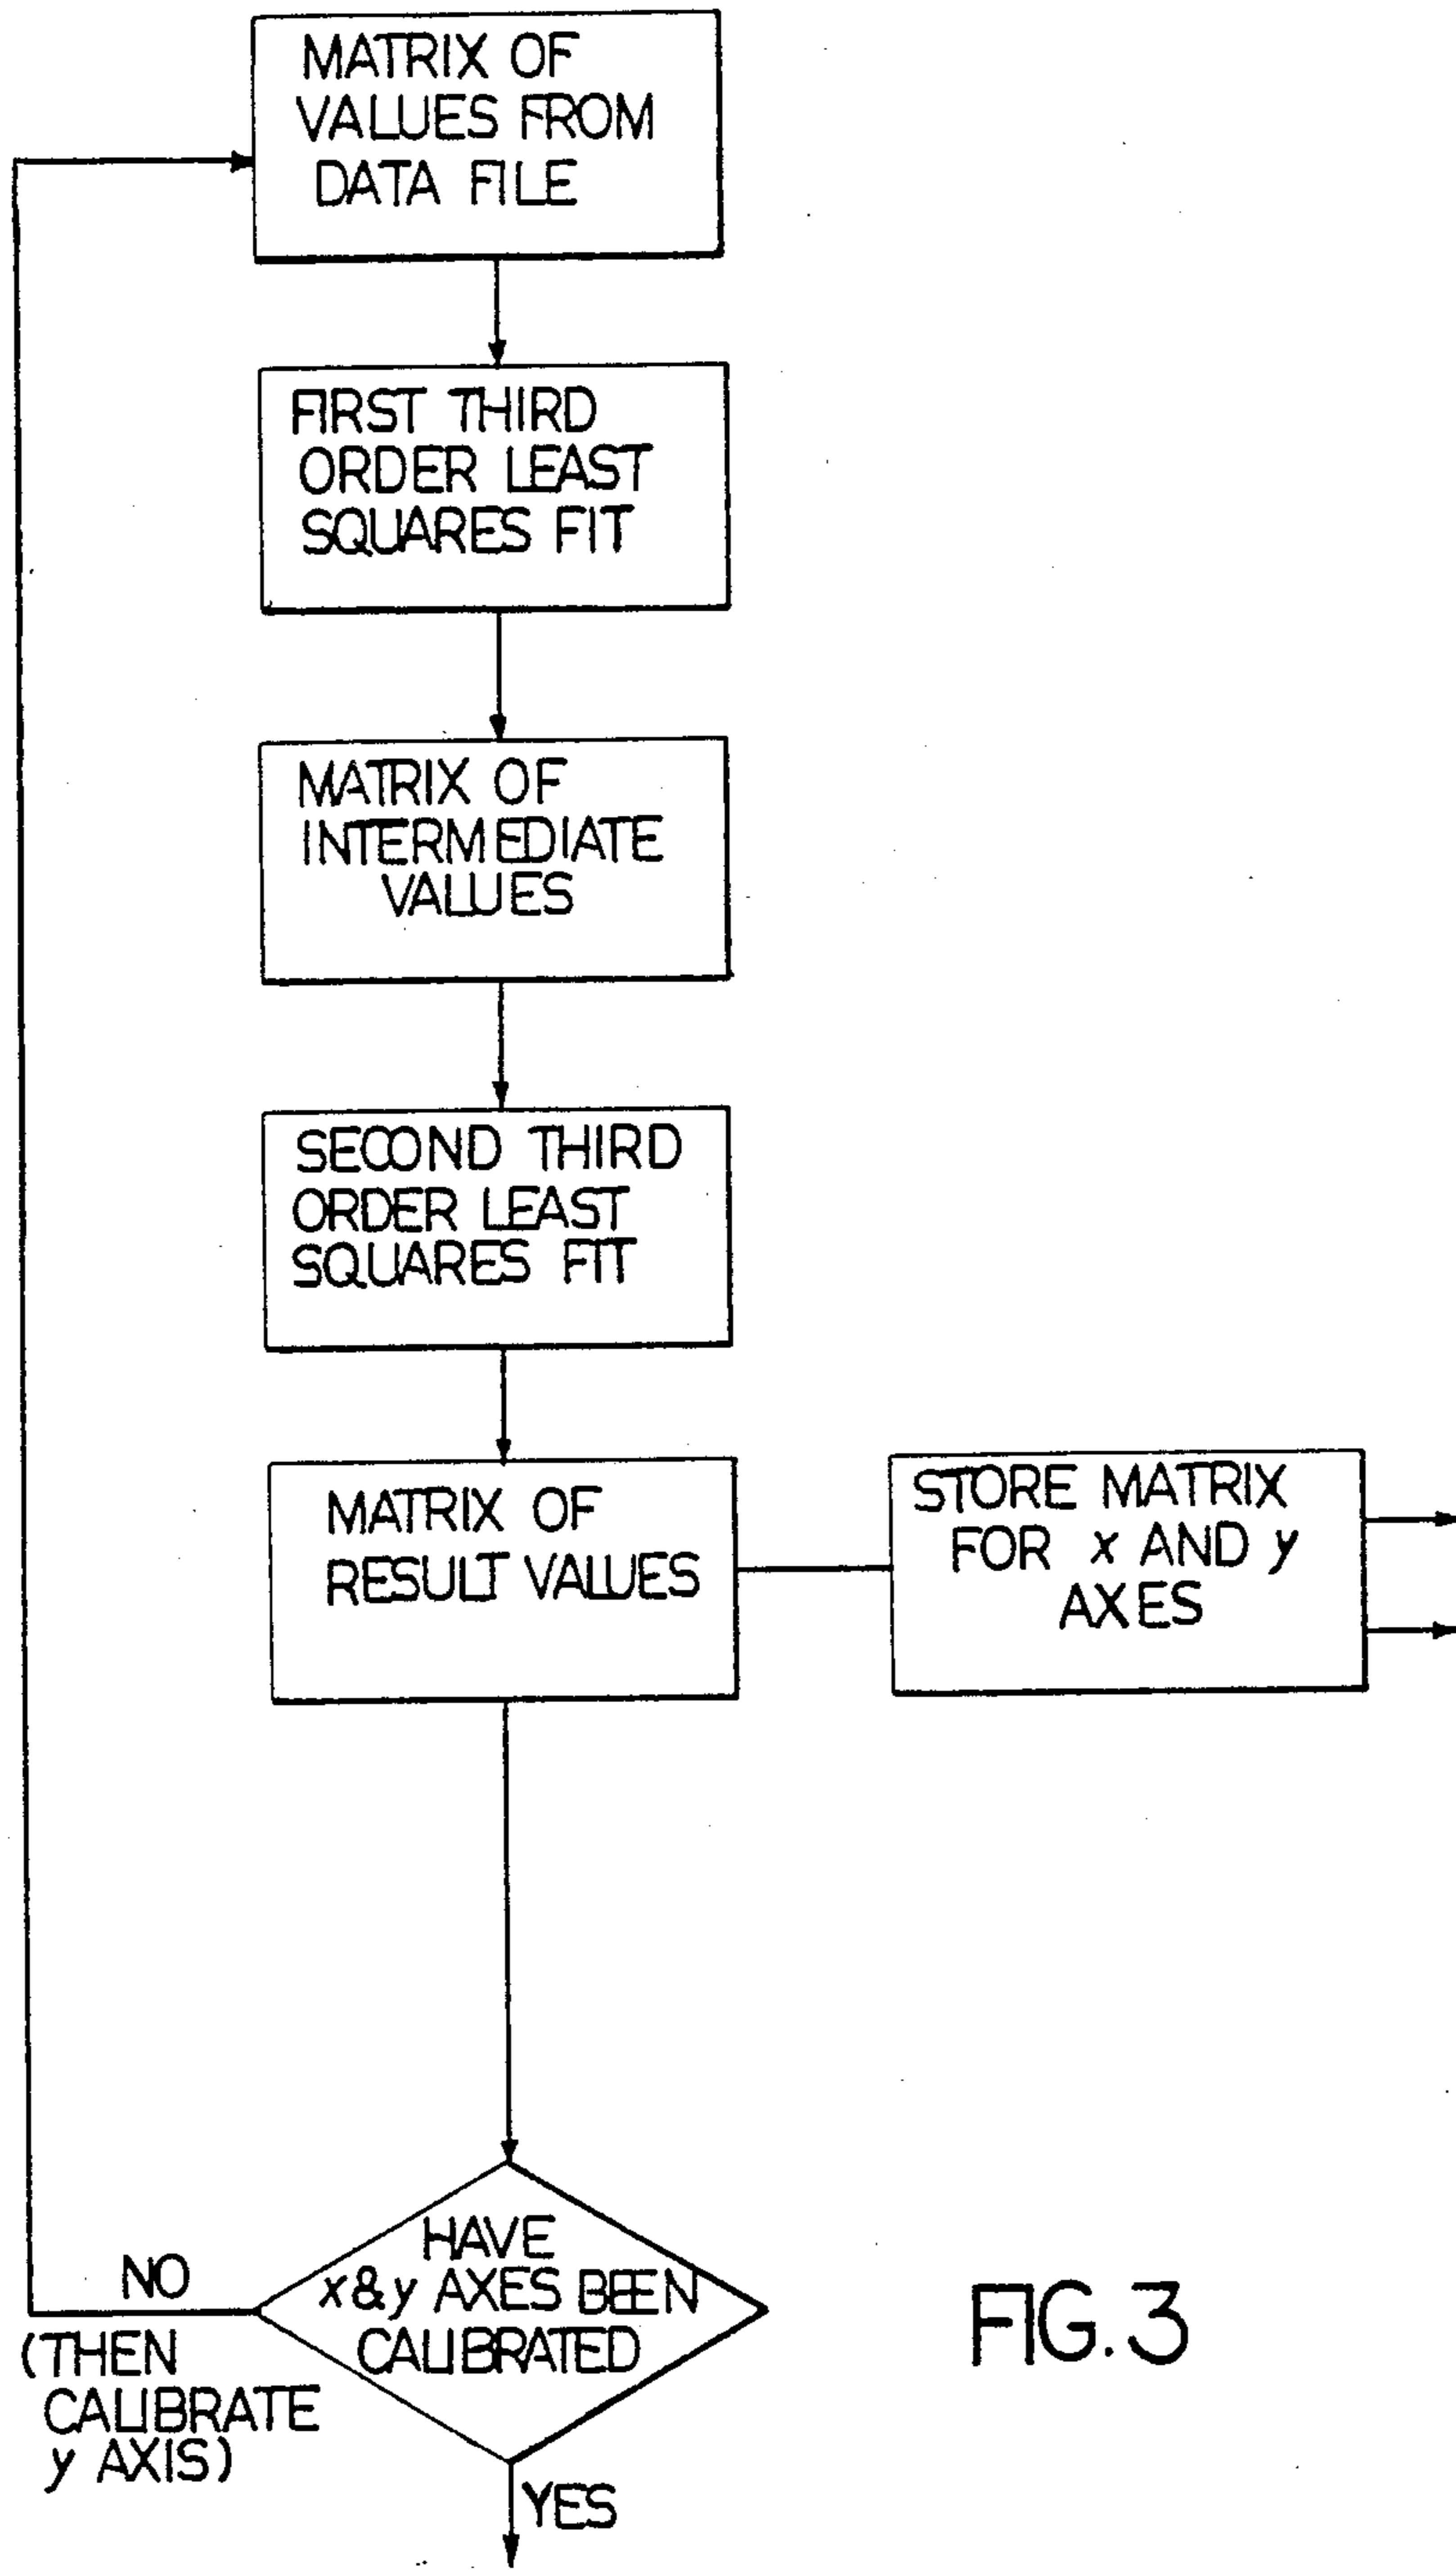 MATRIX OF
VALUES FROM
DATA FILE
FIRST THIRD
ORDER LEAST
SQUARES FIT
MATRIX OF
INTERMEDIATE
VALUES
SECOND THIRD
ORDER LEAST
SQUARES FIT
MATRIX OF
RESULT VALUES
STORE MATRIX
FOR x AND y
AXES
HAVE
x & y AXES BEEN
CALIBRATED
NO
(THEN
CALIBRATE
y AXIS)
YES
FIG. 3